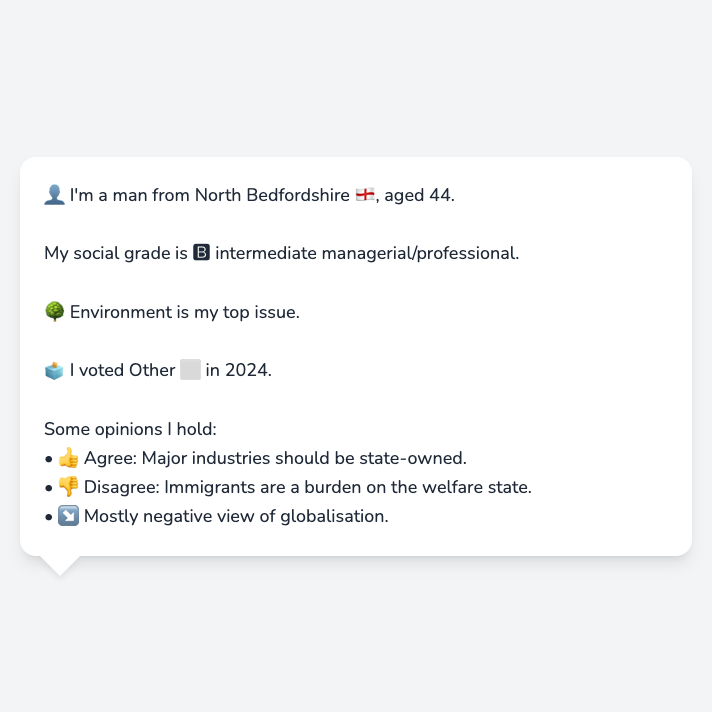 👤 I'm a man from North Bedfordshire 🏴󠁧󠁢󠁥󠁮󠁧󠁿, aged 44.
My social grade is 🅱 intermediate managerial/professional.
🌳 Environment is my top issue.
🗳️ I voted Other ⬜ in 2024.
Some opinions I hold:
• 👍 Agree: Major industries should be state-owned.
• 👎 Disagree: Immigrants are a burden on the welfare state.
• ↘️ Mostly negative view of globalisation.